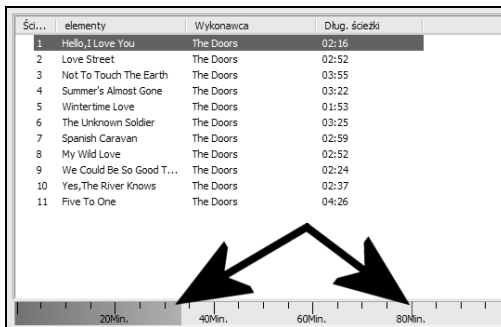 Ści... elementy Wykonawca Dług. ścieżki
1 Hello,I Love You The Doors 02:16
2 Love Street The Doors 02:52
3 Not To Touch The Earth The Doors 03:55
4 Summer's Almost Gone The Doors 03:22
5 Wintertime Love The Doors 01:53
6 The Unknown Soldier The Doors 03:25
7 Spanish Caravan The Doors 02:59
8 My Wild Love The Doors 02:52
9 We Could Be So Good T... The Doors 02:24
10 Yes,The River Knows The Doors 02:37
11 Five To One The Doors 04:26
20Min. 40Min. 60Min. 80Min.